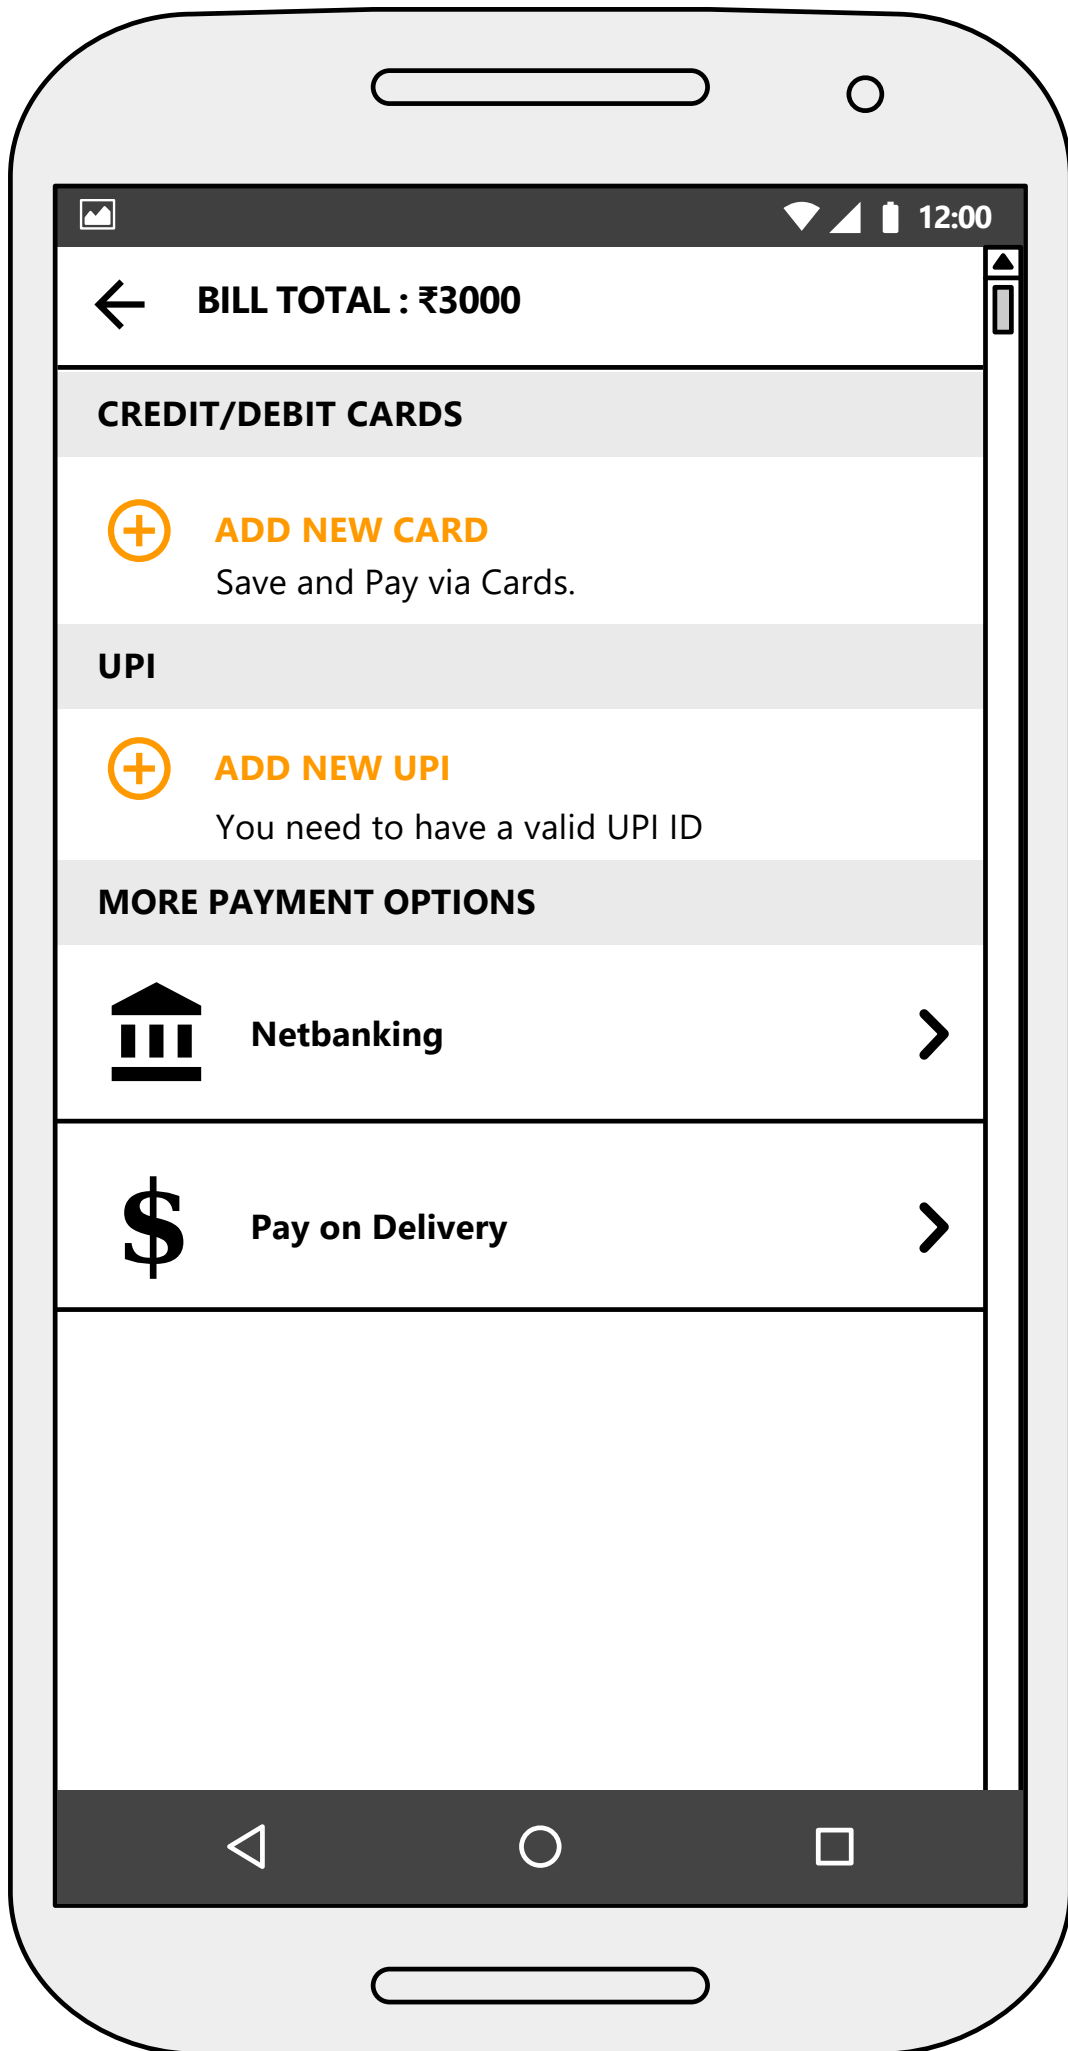 12:00
BILL TOTAL : ₹3000
CREDIT/DEBIT CARDS
ADD NEW CARD
Save and Pay via Cards.
UPI
ADD NEW UPI
You need to have a valid UPI ID
MORE PAYMENT OPTIONS
Netbanking
$ Pay on Delivery